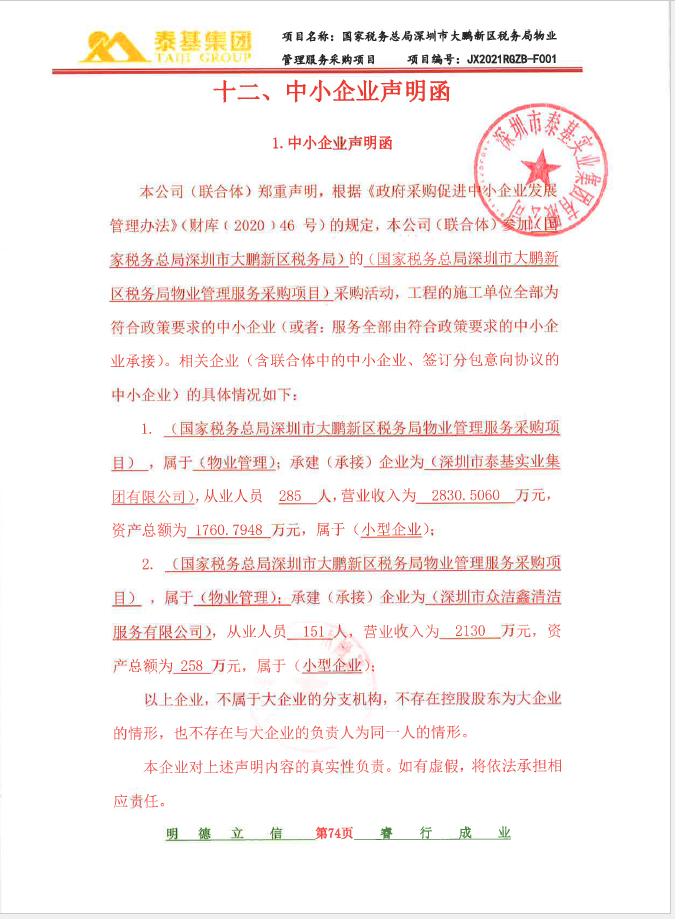 泰基集团
TAIJI GROUP
项目名称：国家税务总局深圳市大鹏新区税务局物业
管理服务采购项目 项目编号：JX2021RGZB-F001
十二、中小企业声明函
1.中小企业声明函
深圳市泰基实业集团有限公司
本公司（联合体）郑重声明，根据《政府采购促进中小企业发展
管理办法》（财库﹝2020﹞46 号）的规定，本公司（联合体）参加（国
家税务总局深圳市大鹏新区税务局）的（国家税务总局深圳市大鹏新
区税务局物业管理服务采购项目）采购活动，工程的施工单位全部为
符合政策要求的中小企业（或者：服务全部由符合政策要求的中小企
业承接）。相关企业（含联合体中的中小企业、签订分包意向协议的
中小企业）的具体情况如下：
1. （国家税务总局深圳市大鹏新区税务局物业管理服务采购项
目） ，属于（物业管理）；承建（承接）企业为（深圳市泰基实业集
团有限公司），从业人员 285 人，营业收入为 2830.5060 万元，
资产总额为 1760.7948 万元，属于（小型企业）；
2. （国家税务总局深圳市大鹏新区税务局物业管理服务采购项
目） ，属于（物业管理）；承建（承接）企业为（深圳市众洁鑫清洁
服务有限公司），从业人员 151 人，营业收入为 2130 万元，资
产总额为 258 万元，属于（小型企业）；
以上企业，不属于大企业的分支机构，不存在控股股东为大企业
的情形，也不存在与大企业的负责人为同一人的情形。
本企业对上述声明内容的真实性负责。如有虚假，将依法承担相
应责任。
明德立信 第74页 睿行成业